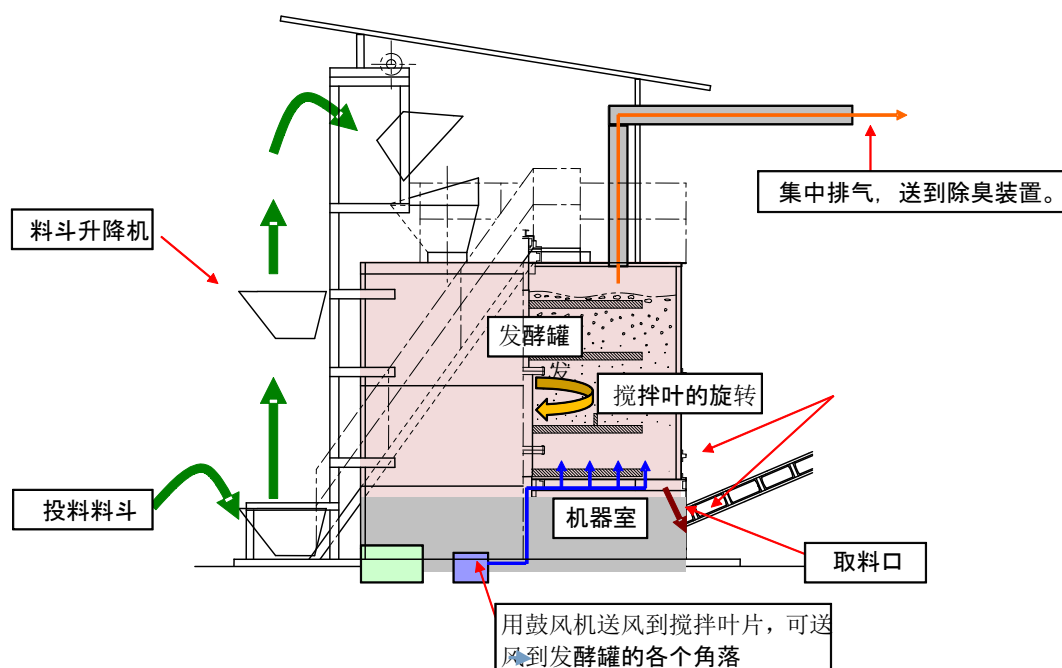 集中排气，送到除臭装置。
料斗升降机
发酵罐
发
搅拌叶的旋转
投料料斗
机器室
取料口
用鼓风机送风到搅拌叶片，可送
风到发酵罐的各个角落